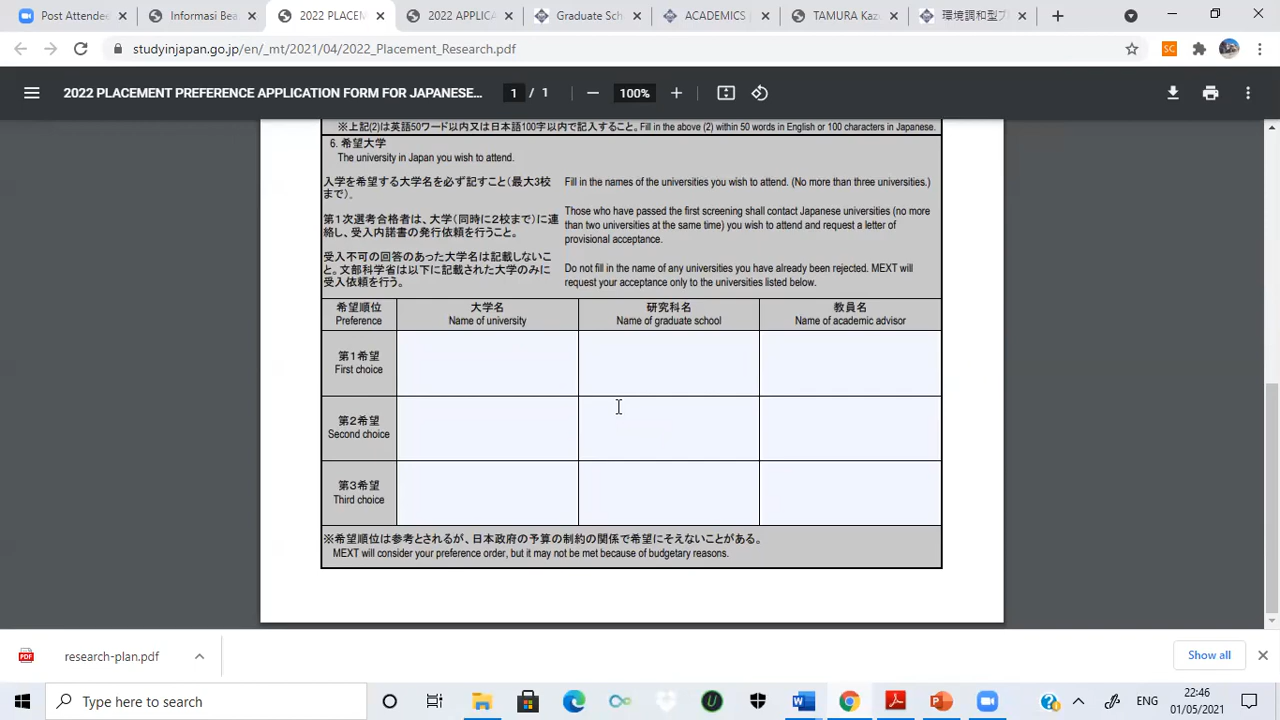 Post Attende
Informasi Bea
2022 PLACEM
2022 APPLICA
Graduate Sch
ACADEMICS
TAMURA Kaz
環境調和型プ
studyinjapan.go.jp/en/_mt/2021/04/2022_Placement_Research.pdf
SC
2022 PLACEMENT PREFERENCE APPLICATION FORM FOR JAPANESE...
1 / 1
100%
※上記(2)は英語50ワード以内又は日本語100字以内で記入すること。Fill in the above (2) within 50 words in English or 100 characters in Japanese.
6. 希望大学
The university in Japan you wish to attend.
入学を希望する大学名を必ず記すこと(最大3校
まで)。
Fill in the names of the universities you wish to attend. (No more than three universities.)
第1次選考合格者は、大学(同時に2校まで)に連
絡し、受入内諾書の発行依頼を行うこと。
Those who have passed the first screening shall contact Japanese universities (no more
than two universities at the same time) you wish to attend and request a letter of
provisional acceptance.
受入不可の回答のあった大学名は記載しないこ
と。文部科学省は以下に記載された大学のみに
受入依頼を行う。
Do not fill in the name of any universities you have already been rejected. MEXT will
request your acceptance only to the universities listed below.
希望順位
Preference
大学名
Name of university
研究科名
Name of graduate school
教員名
Name of academic advisor
第1希望
First choice
第2希望
Second choice
第3希望
Third choice
※希望順位は参考とされるが、日本政府の予算の制約の関係で希望にそえないことがある。
MEXT will consider your preference order, but it may not be met because of budgetary reasons.
research-plan.pdf
Show all
Type here to search
ENG
22:46
01/05/2021